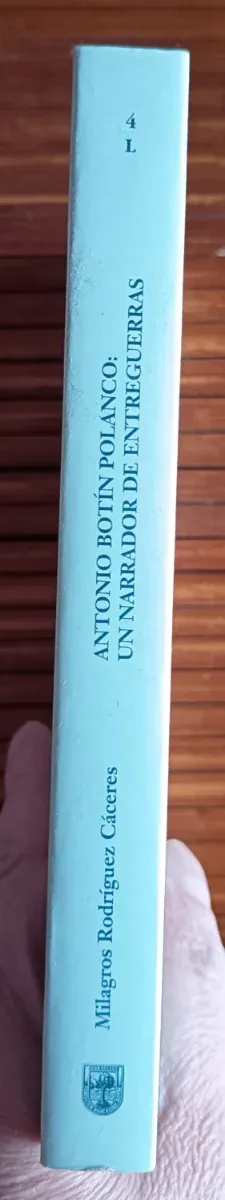 4
L
ANTONIO BOTÍN POLANCO:
UN NARRADOR DE ENTREGUERRAS
Milagros Rodríguez Cáceres